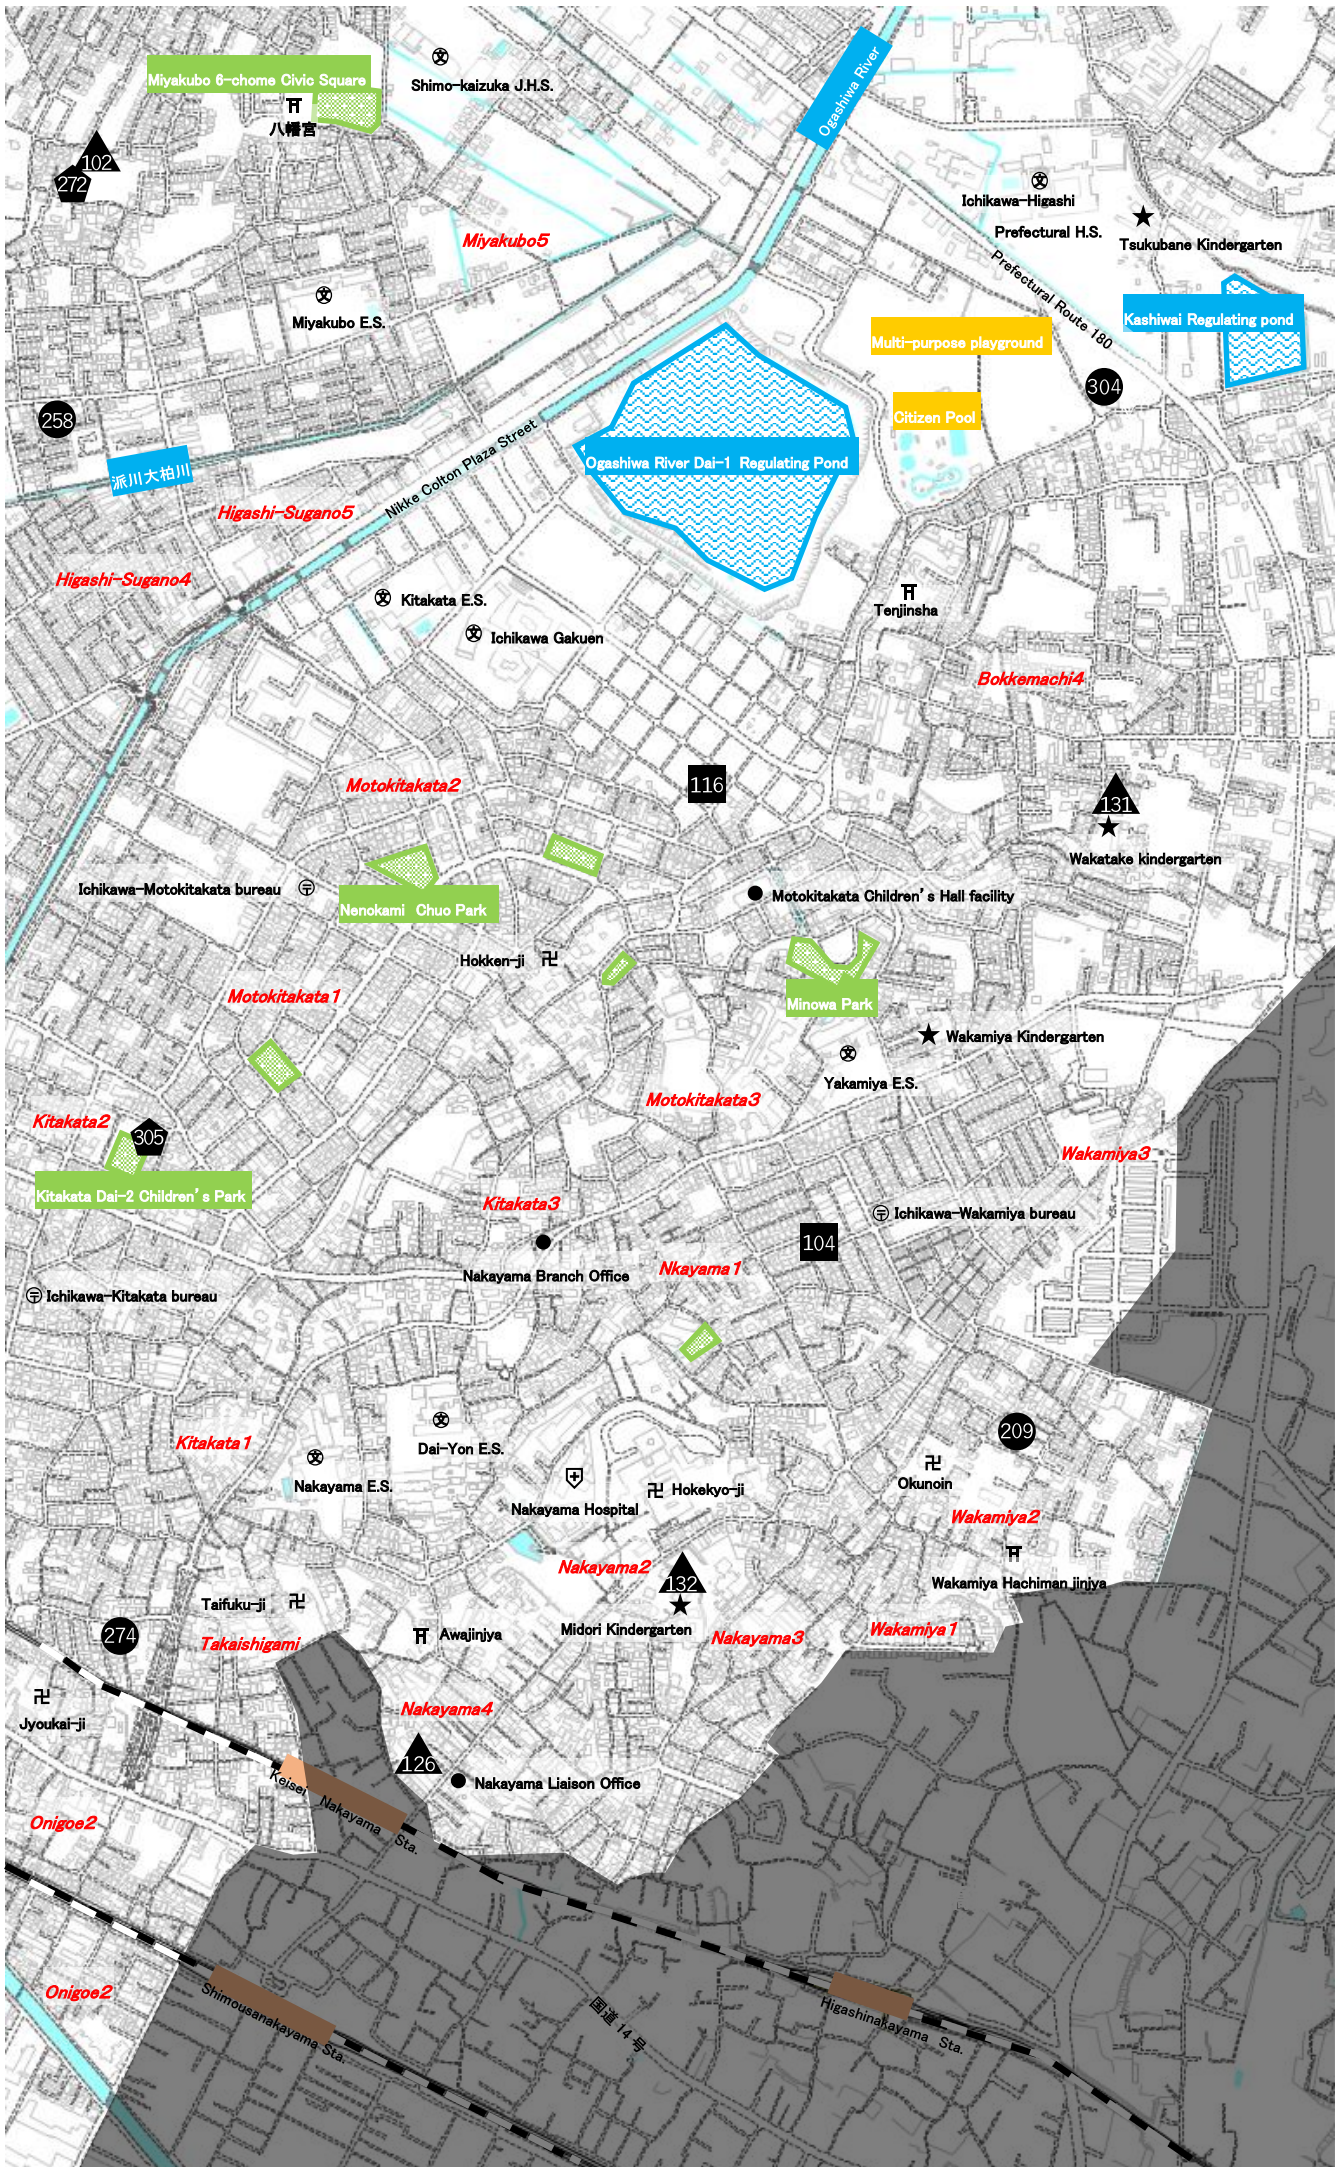 Miyakubo 6-chome Civic Square
八幡宮
Shimo-kaizuka J.H.S.
Ogashiwa River
102
272
Ichikawa-Higashi
Prefectural H.S.
Tsukubane Kindergarten
Miyakubo5
Prefectural Route 180
Miyakubo E.S.
Kashiwai Regulating pond
Multi-purpose playground
304
258
Citizen Pool
派川大柏川
Nikke Colton Plaza Street
Ogashiwa River Dai-1 Regulating Pond
Higashi-Sugano5
Higashi-Sugano4
Kitakata E.S.
Ichikawa Gakuen
Tenjinsha
Bokkemachi4
Motokitakata2
116
131
Wakatake kindergarten
Ichikawa-Motokitakata bureau
〒
Nenokami Chuo Park
Motokitakata Children's Hall facility
Hokken-ji
卍
Motokitakata1
Minowa Park
Wakamiya Kindergarten
Yakamiya E.S.
Motokitakata3
Kitakata2
305
Kitakata Dai-2 Children's Park
Wakamiya3
Kitakata3
〒
Ichikawa-Wakamiya bureau
104
Nakayama Branch Office
Nkayama1
〒
Ichikawa-Kitakata bureau
Kitakata1
Dai-Yon E.S.
209
Nakayama E.S.
Nakayama Hospital
卍
Hokekyo-ji
卍
Okunoin
Wakamiya2
Nakayama2
132
Wakamiya Hachiman jinjya
Taifuku-ji
卍
274
Takaishigami
Awajinjya
Midori Kindergarten
Nakayama3
Wakamiya1
卍
Jyoukai-ji
Nakayama4
126
Nakayama Liaison Office
Keisei Nakayama Sta.
Onigoe2
Onigoe2
Shimousanakayama Sta.
国道 14 号
Higashinakayama Sta.